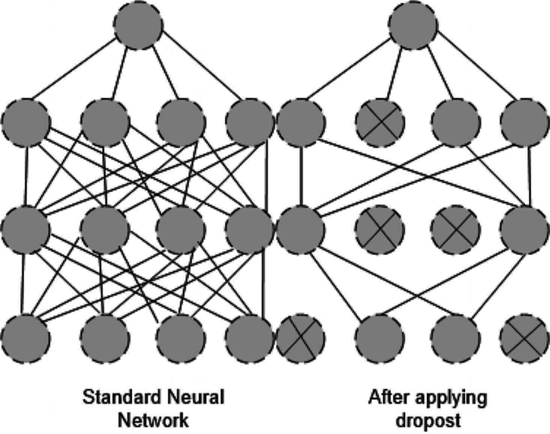 Standard Neural
Network
After applying
dropost